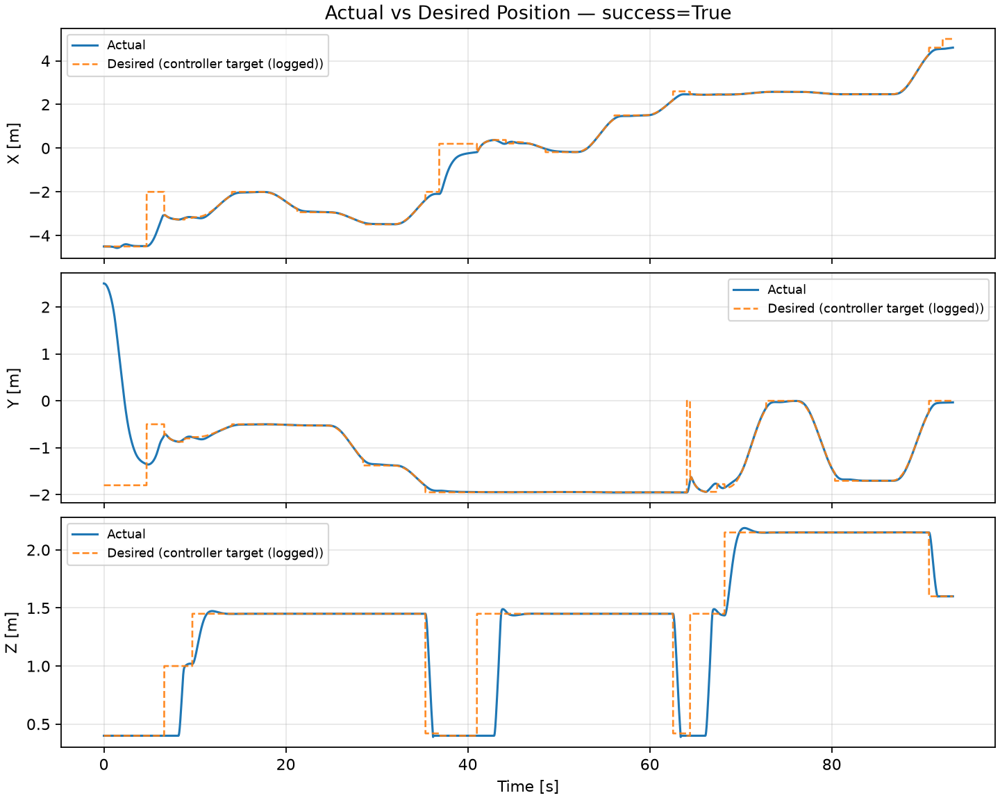 Actual vs Desired Position — success=True
X [m]
4
2
0
−2
−4
Actual
Desired (controller target (logged))
Y [m]
2
1
0
−1
−2
Actual
Desired (controller target (logged))
Z [m]
2.0
1.5
1.0
0.5
Actual
Desired (controller target (logged))
0
20
40
60
80
Time [s]